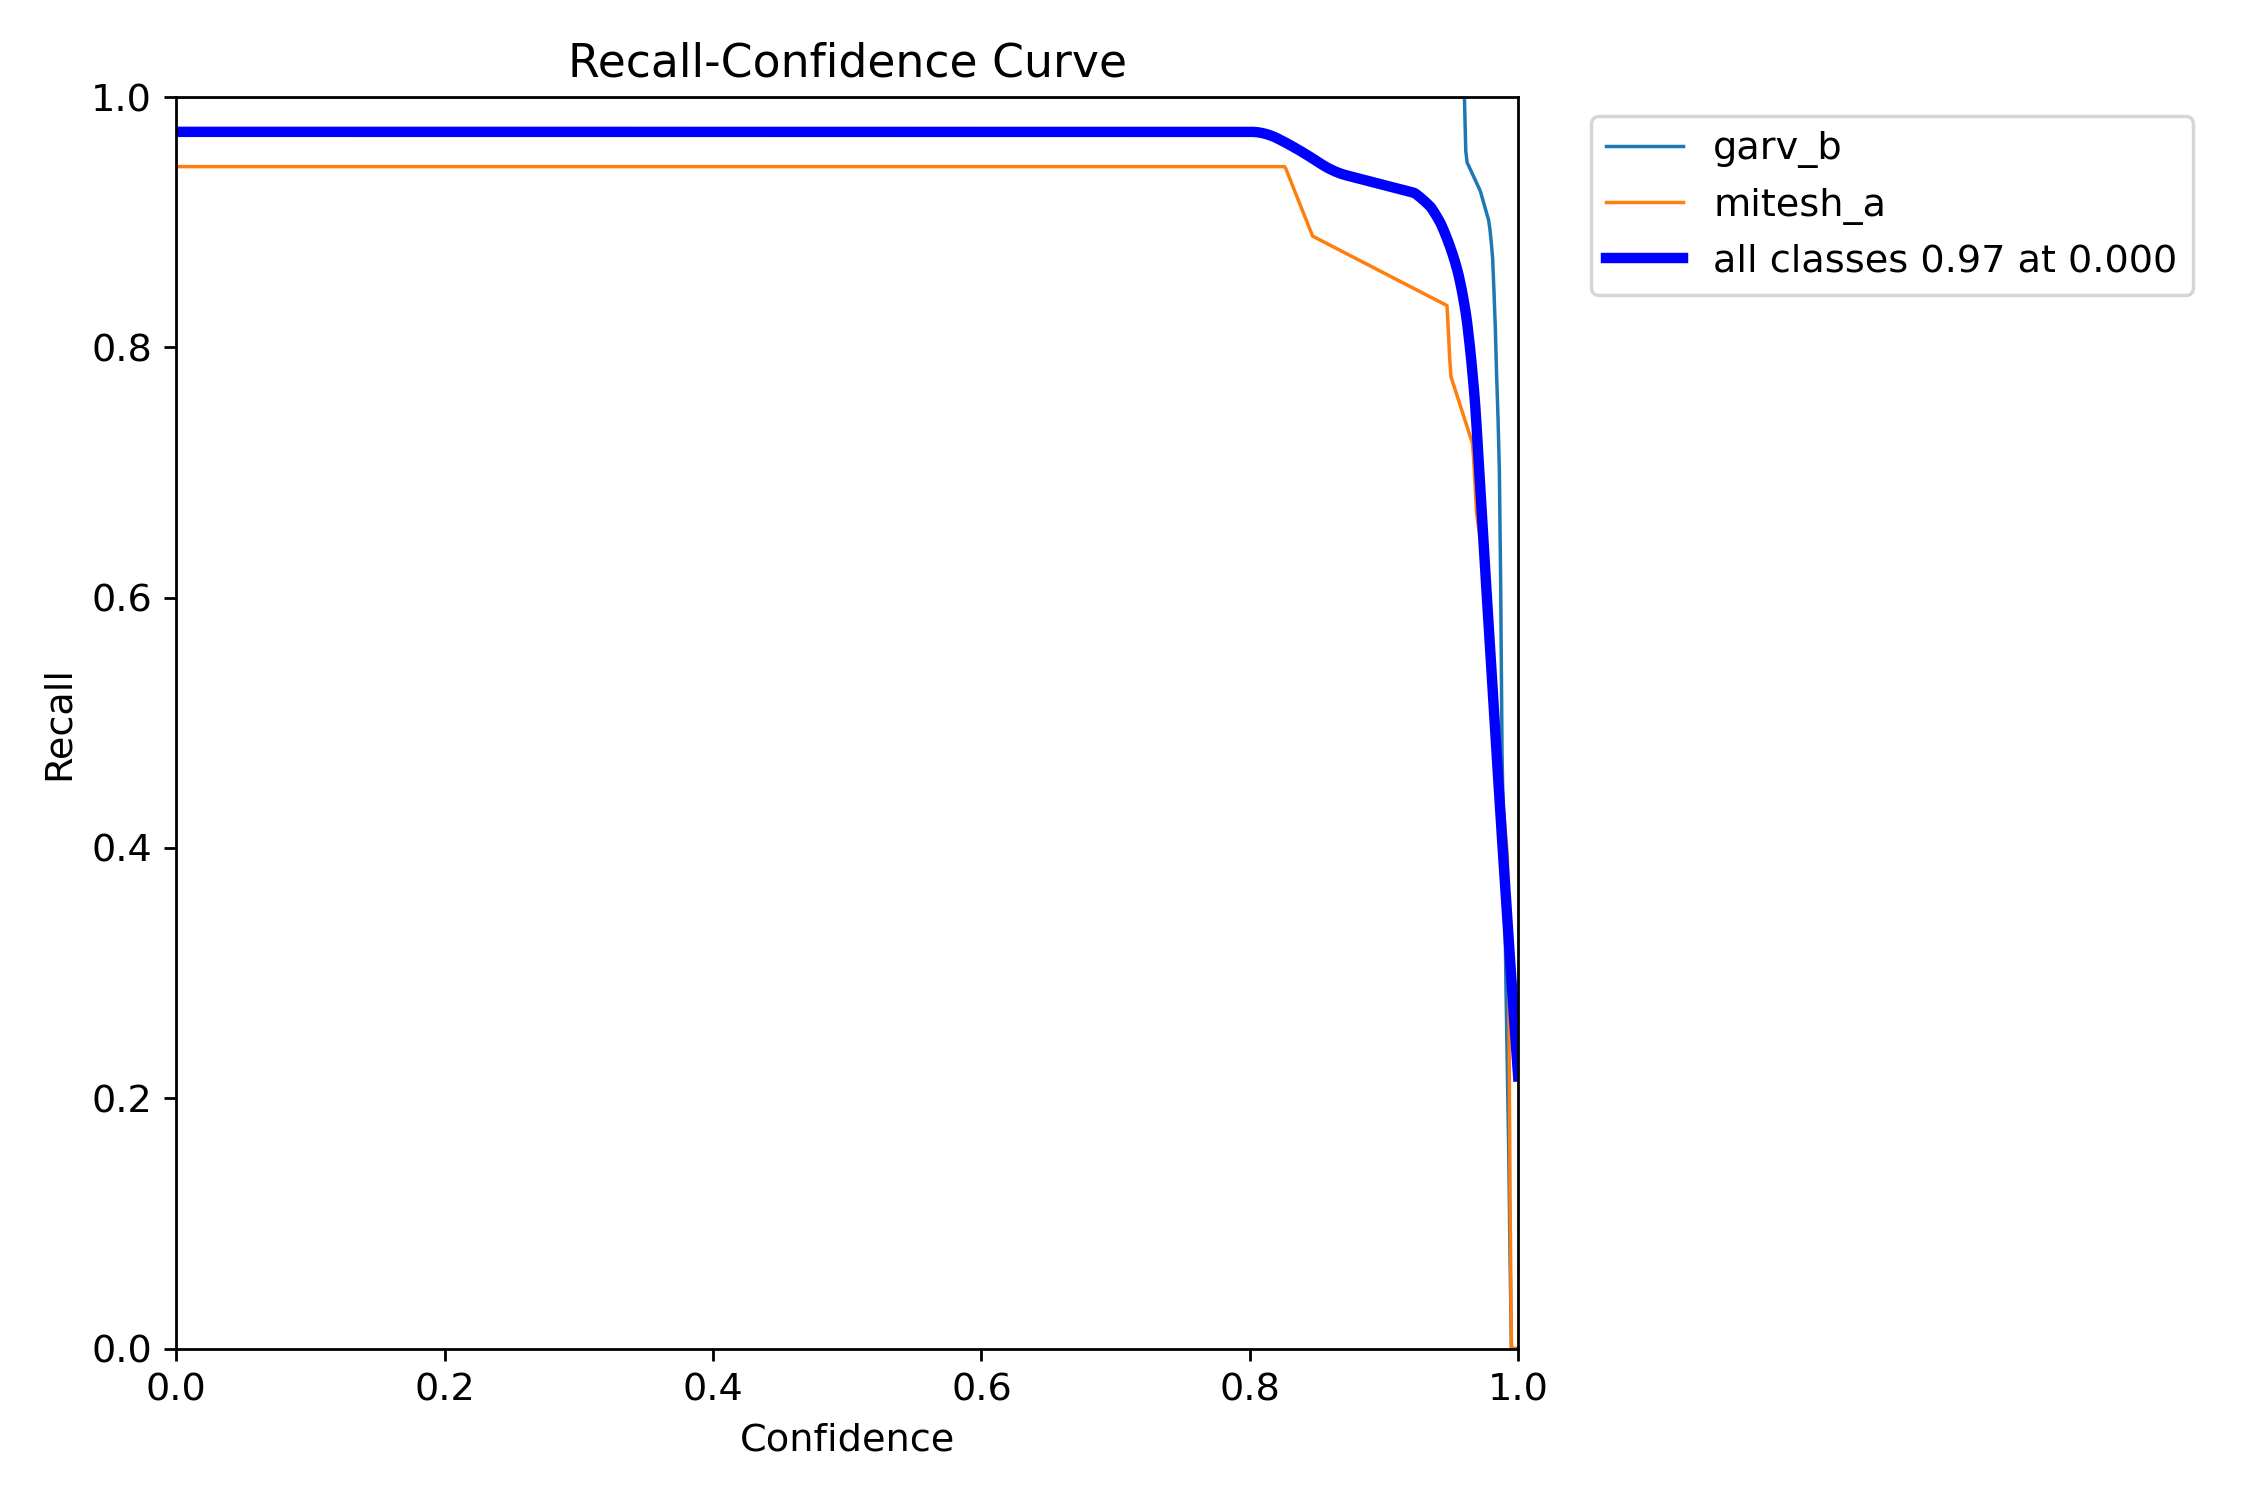 Recall-Confidence Curve
1.0
0.8
0.6
0.4
0.2
0.0
Recall
0.0 0.2 0.4 0.6 0.8 1.0
Confidence
garv_b
mitesh_a
all classes 0.97 at 0.000